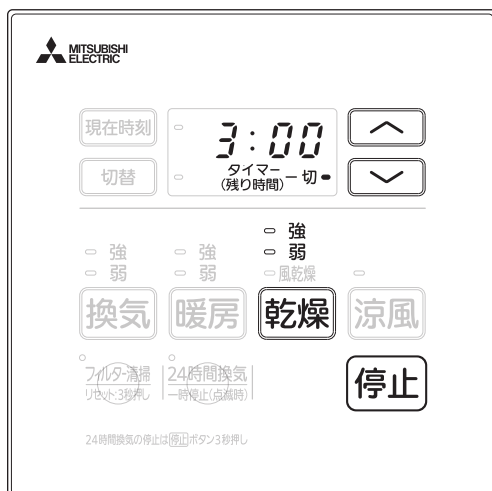 MITSUBISHI
ELECTRIC
現在時刻
3:00
切替
タイマー
(残り時間)
切
強 強 強
弱 弱 弱
風乾燥
換気 暖房 乾燥 涼風
フィルター清掃 24時間換気
リセット:3秒押し 一時停止(点滅時)
停止
24時間換気の停止は停止ボタン3秒押し